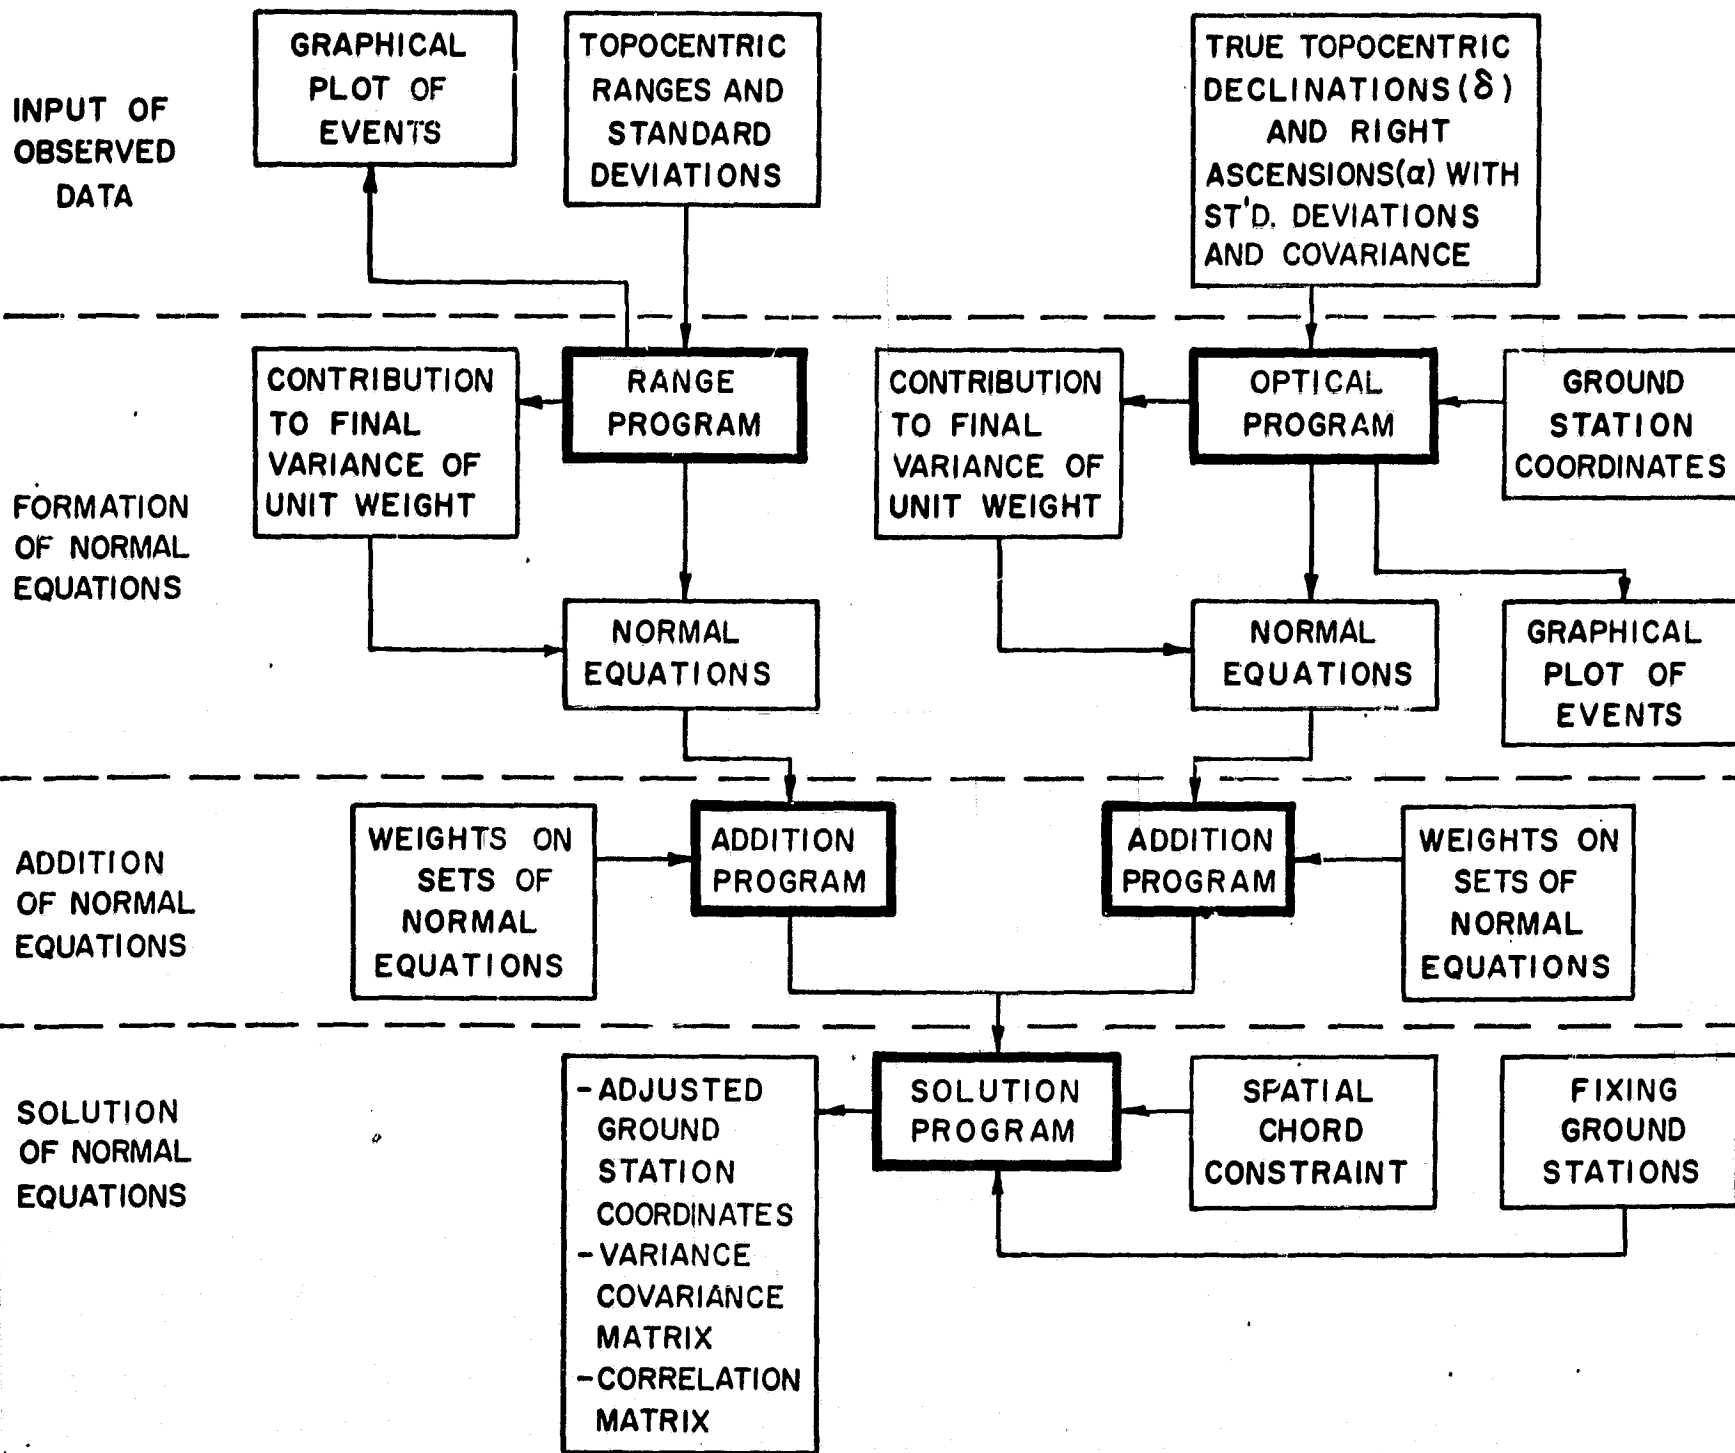 INPUT OF
OBSERVED
DATA
GRAPHICAL
PLOT OF
EVENTS
TOPOCENTRIC
RANGES AND
STANDARD
DEVIATIONS
TRUE TOPOCENTRIC
DECLINATIONS(δ)
AND RIGHT
ASCENSIONS(α) WITH
ST'D. DEVIATIONS
AND COVARIANCE
FORMATION
OF NORMAL
EQUATIONS
CONTRIBUTION
TO FINAL
VARIANCE OF
UNIT WEIGHT
RANGE
PROGRAM
CONTRIBUTION
TO FINAL
VARIANCE OF
UNIT WEIGHT
OPTICAL
PROGRAM
GROUND
STATION
COORDINATES
NORMAL
EQUATIONS
NORMAL
EQUATIONS
GRAPHICAL
PLOT OF
EVENTS
ADDITION
OF NORMAL
EQUATIONS
WEIGHTS ON
SETS OF
NORMAL
EQUATIONS
ADDITION
PROGRAM
ADDITION
PROGRAM
WEIGHTS ON
SETS OF
NORMAL
EQUATIONS
SOLUTION
OF NORMAL
EQUATIONS
-ADJUSTED
GROUND
STATION
COORDINATES
-VARIANCE
COVARIANCE
MATRIX
-CORRELATION
MATRIX
SOLUTION
PROGRAM
SPATIAL
CHORD
CONSTRAINT
FIXING
GROUND
STATIONS